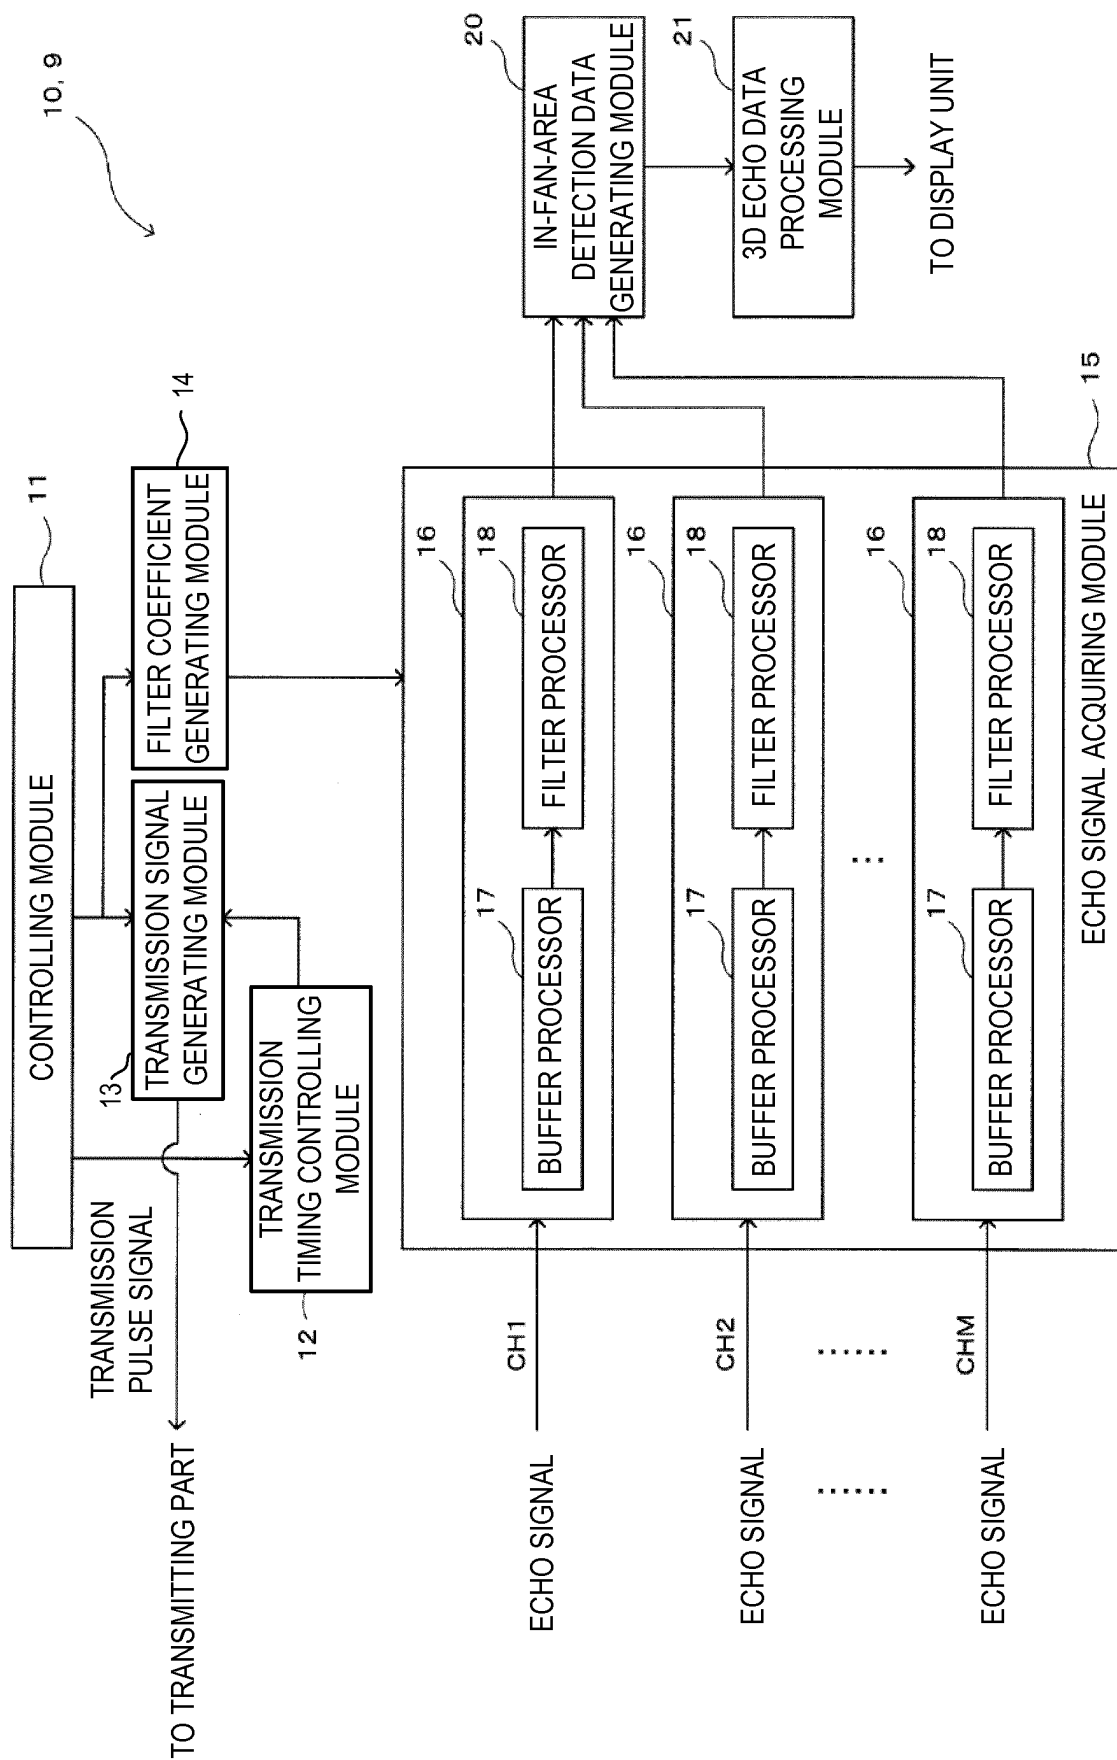 10, 9
CONTROLLING MODULE
11
TRANSMISSION
PULSE SIGNAL
TO TRANSMITTING PART
13
TRANSMISSION SIGNAL
GENERATING MODULE
FILTER COEFFICIENT
GENERATING MODULE
14
TRANSMISSION
TIMING CONTROLLING
MODULE
12
ECHO SIGNAL
CH1
16
17
BUFFER PROCESSOR
18
FILTER PROCESSOR
ECHO SIGNAL
CH2
16
17
BUFFER PROCESSOR
18
FILTER PROCESSOR
......
......
...
ECHO SIGNAL
CHM
16
17
BUFFER PROCESSOR
18
FILTER PROCESSOR
ECHO SIGNAL ACQUIRING MODULE
15
20
IN-FAN-AREA
DETECTION DATA
GENERATING MODULE
21
3D ECHO DATA
PROCESSING
MODULE
TO DISPLAY UNIT